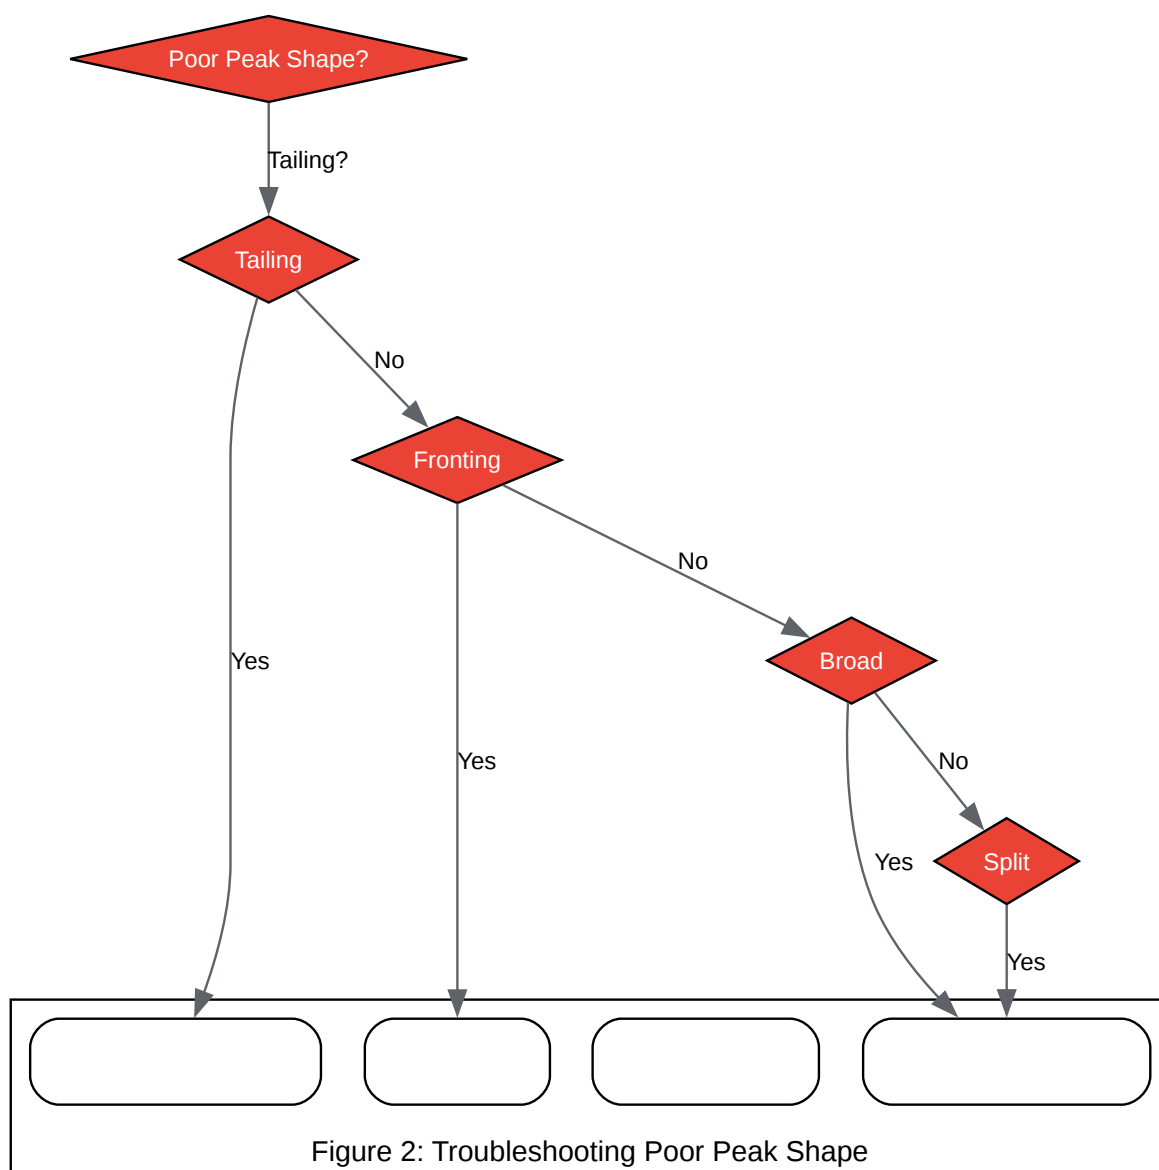 Poor Peak Shape?
Tailing?
Tailing
No
Fronting
No
Yes
Broad
Yes
No
Yes
Split
Yes
Figure 2: Troubleshooting Poor Peak Shape